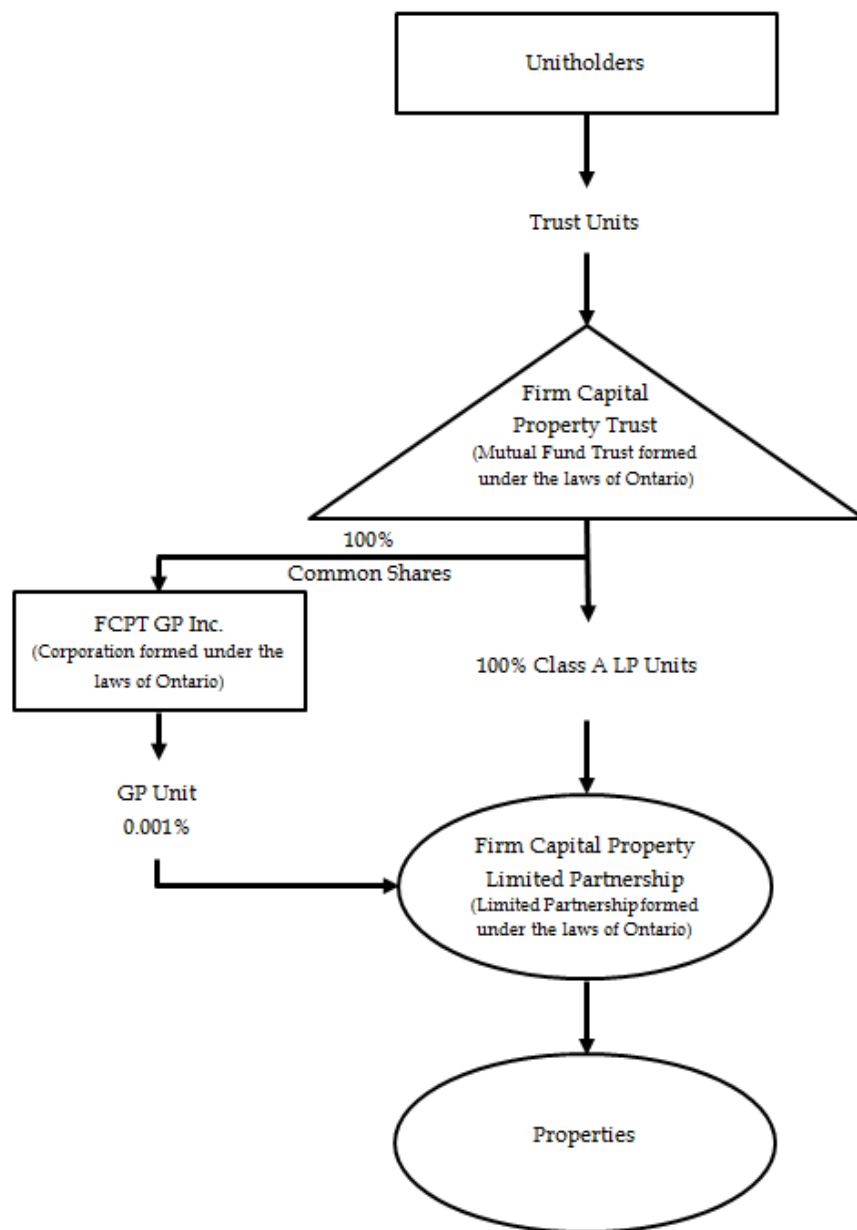 Unitholders
Trust Units
Firm Capital
Property Trust
(Mutual Fund Trust formed
under the laws of Ontario)
100%
Common Shares
FCPT GP Inc.
(Corporation formed under the
laws of Ontario)
100% Class A LP Units
GP Unit
0.001%
Firm Capital Property
Limited Partnership
(Limited Partnership formed
under the laws of Ontario)
Properties